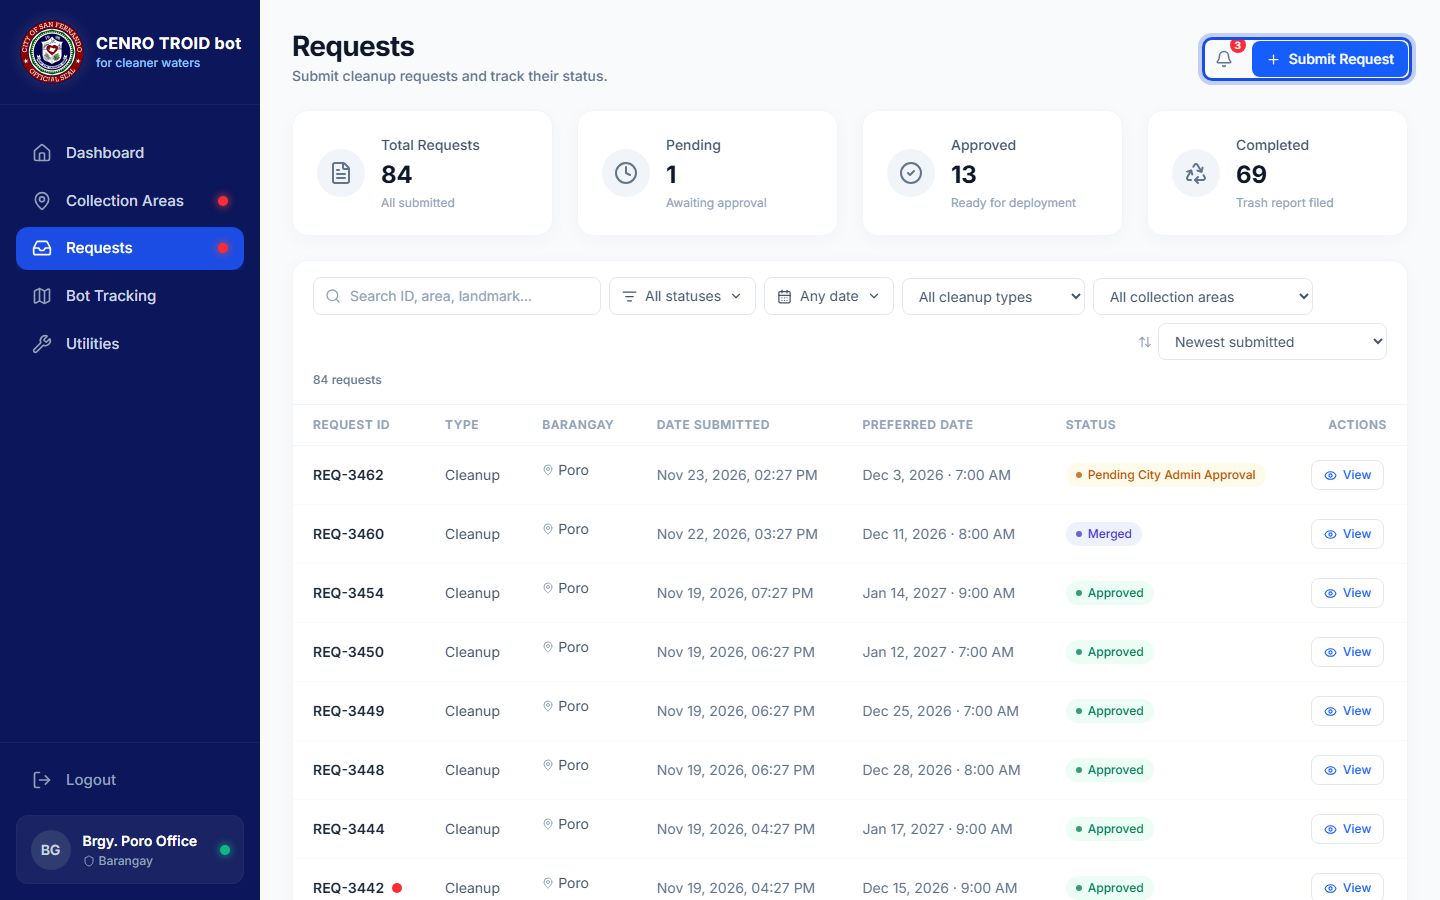 CITY OF SAN FERNANDO
OFFICIAL SEAL
CENRO TROID bot
for cleaner waters
Dashboard
Collection Areas
Requests
Bot Tracking
Utilities
Logout
BG
Brgy. Poro Office
Barangay
Requests
Submit cleanup requests and track their status.
3
Submit Request
Total Requests
84
All submitted
Pending
1
Awaiting approval
Approved
13
Ready for deployment
Completed
69
Trash report filed
Search ID, area, landmark...
All statuses
Any date
All cleanup types
All collection areas
Newest submitted
84 requests
REQUEST ID TYPE BARANGAY DATE SUBMITTED PREFERRED DATE STATUS ACTIONS
REQ-3462 Cleanup Poro Nov 23, 2026, 02:27 PM Dec 3, 2026 · 7:00 AM Pending City Admin Approval View
REQ-3460 Cleanup Poro Nov 22, 2026, 03:27 PM Dec 11, 2026 · 8:00 AM Merged View
REQ-3454 Cleanup Poro Nov 19, 2026, 07:27 PM Jan 14, 2027 · 9:00 AM Approved View
REQ-3450 Cleanup Poro Nov 19, 2026, 06:27 PM Jan 12, 2027 · 7:00 AM Approved View
REQ-3449 Cleanup Poro Nov 19, 2026, 06:27 PM Dec 25, 2026 · 7:00 AM Approved View
REQ-3448 Cleanup Poro Nov 19, 2026, 06:27 PM Dec 28, 2026 · 8:00 AM Approved View
REQ-3444 Cleanup Poro Nov 19, 2026, 04:27 PM Jan 17, 2027 · 9:00 AM Approved View
REQ-3442 Cleanup Poro Nov 19, 2026, 04:27 PM Dec 15, 2026 · 9:00 AM Approved View